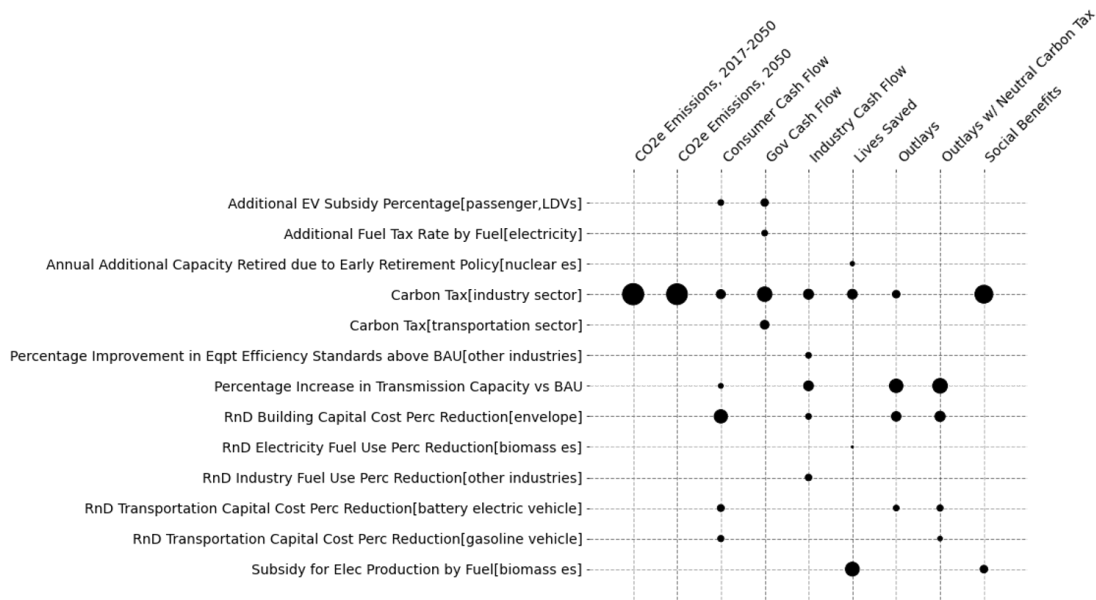 CO2e Emissions, 2017-2050
CO2e Emissions, 2050
Consumer Cash Flow
Gov Cash Flow
Industry Cash Flow
Lives Saved
Outlays
Outlays w/ Neutral Carbon Tax
Social Benefits
Additional EV Subsidy Percentage[passenger,LDVs]
Additional Fuel Tax Rate by Fuel[electricity]
Annual Additional Capacity Retired due to Early Retirement Policy[nuclear es]
Carbon Tax[industry sector]
Carbon Tax[transportation sector]
Percentage Improvement in Eqpt Efficiency Standards above BAU[other industries]
Percentage Increase in Transmission Capacity vs BAU
RnD Building Capital Cost Perc Reduction[envelope]
RnD Electricity Fuel Use Perc Reduction[biomass es]
RnD Industry Fuel Use Perc Reduction[other industries]
RnD Transportation Capital Cost Perc Reduction[battery electric vehicle]
RnD Transportation Capital Cost Perc Reduction[gasoline vehicle]
Subsidy for Elec Production by Fuel[biomass es]